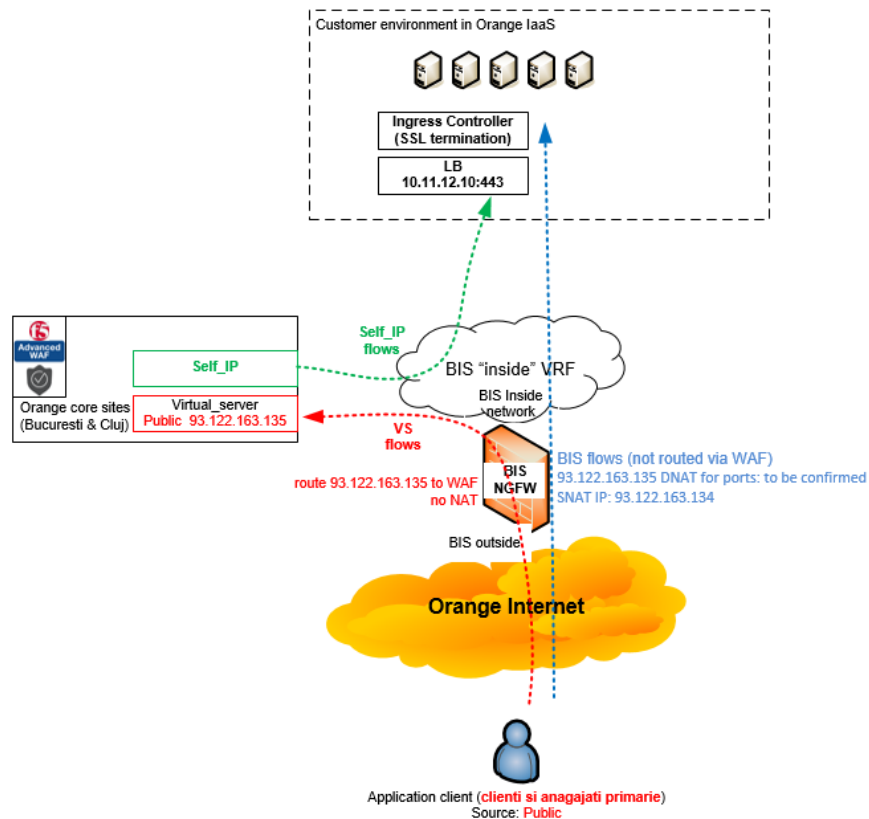 Customer environment in Orange IaaS
Ingress Controller
(SSL termination)
LB
10.11.12.10:443
Self_IP
flows
f5
Advanced
WAF
Self_IP
BIS "inside" VRF
BIS Inside
network
Orange core sites
(Bucuresti & Cluj)
Virtual_server
Public 93.122.163.135
VS
flows
BIS
NGFW
BIS flows (not routed via WAF)
93.122.163.135 DNAT for ports: to be confirmed
SNAT IP: 93.122.163.134
route 93.122.163.135 to WAF
no NAT
BIS outside
Orange Internet
Application client (clienti si anagajati primarie)
Source: Public